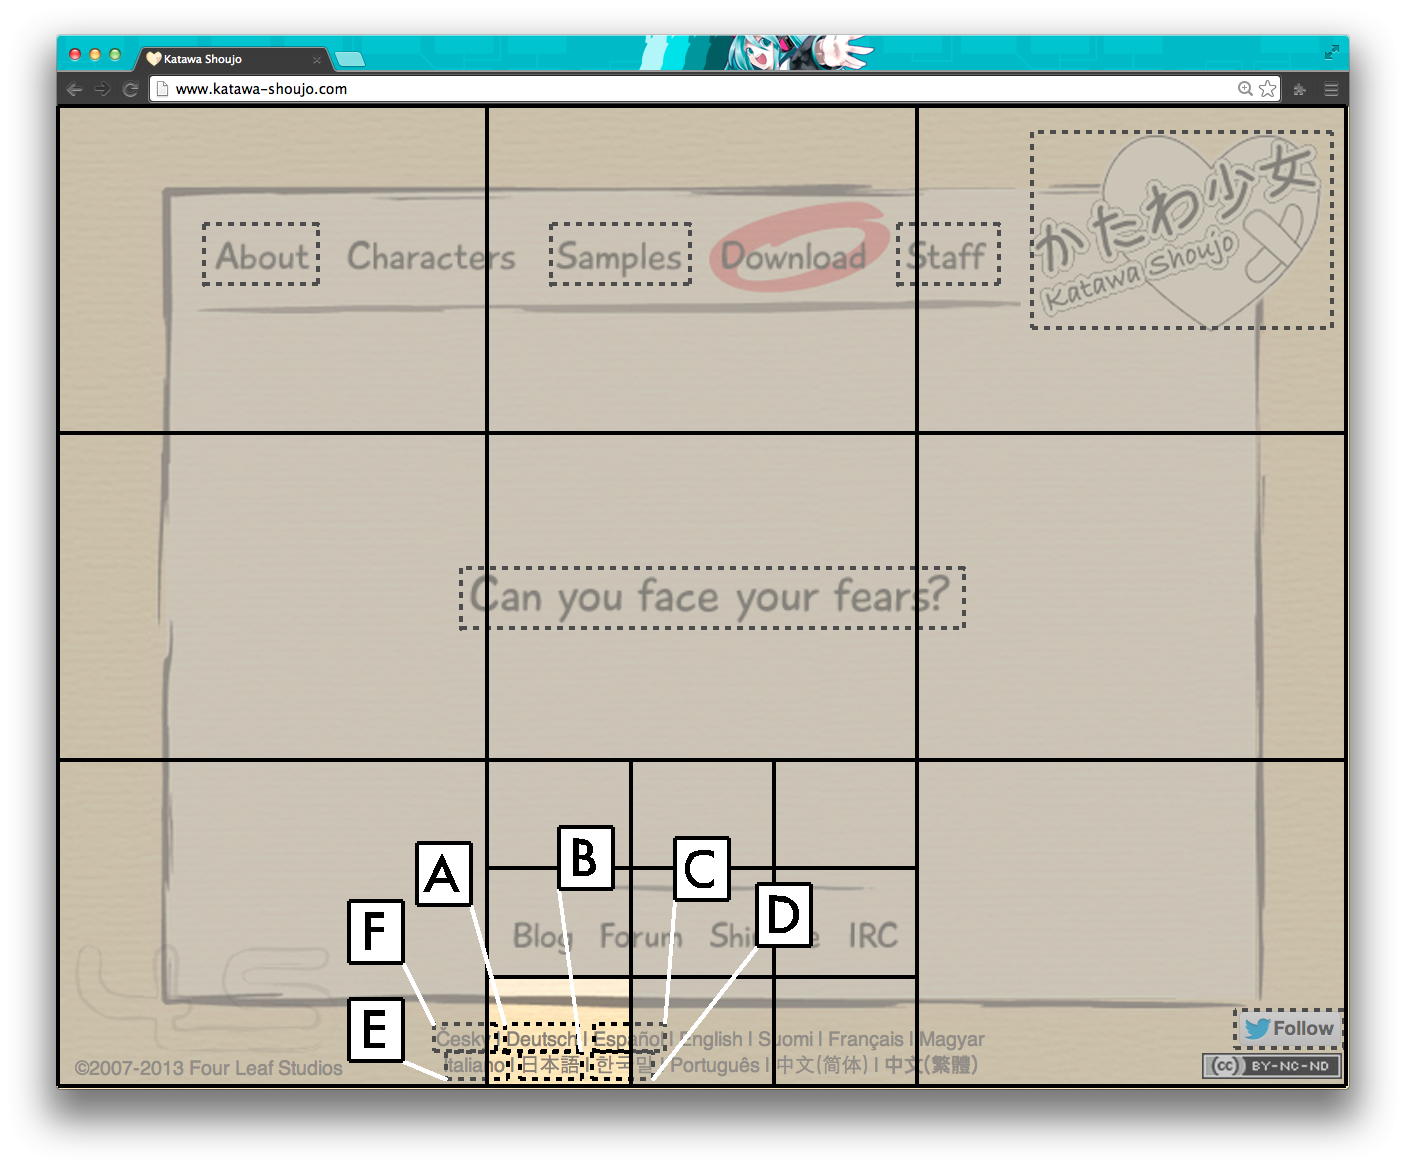 Katawa Shoujo
www.katawa-shoujo.com
かたわ少女
Katawa Shoujo
About Characters Samples Download Staff
Can you face your fears?
A
B
C
D
F
E
Blog Forum IRC
Česky | Deutsch | Español | English | Suomi | Français | Magyar
Italiano | 日本語 | 한국말 | Português | 中文(简体) | 中文(繁體)
4LS
©2007-2013 Four Leaf Studios
Follow
cc BY-NC-ND